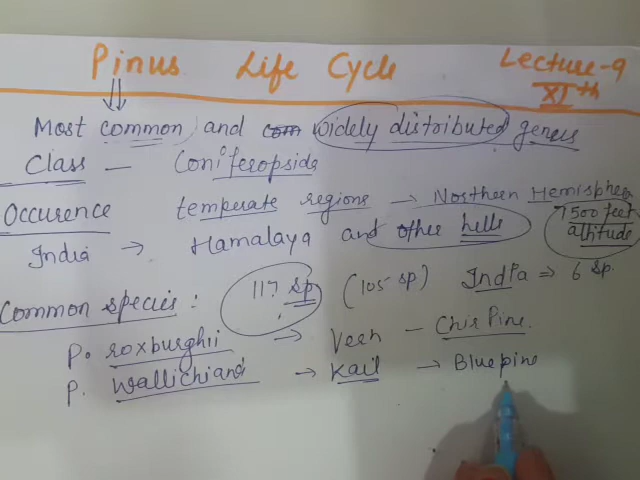 Pinus Life Cycle Lecture-9
XIth
Most common and com widely distributed genus
Class - Coniferopsida
Occurence temperate regions - Northern Hemisphere
India → Hamalaya and other hills 1500 feet altitude
Common species: 117 sp (105 sp) India ⇒ 6 sp.
P. roxburghii → - Chir Pine.
P. wallichiana → Kail → Bluepine